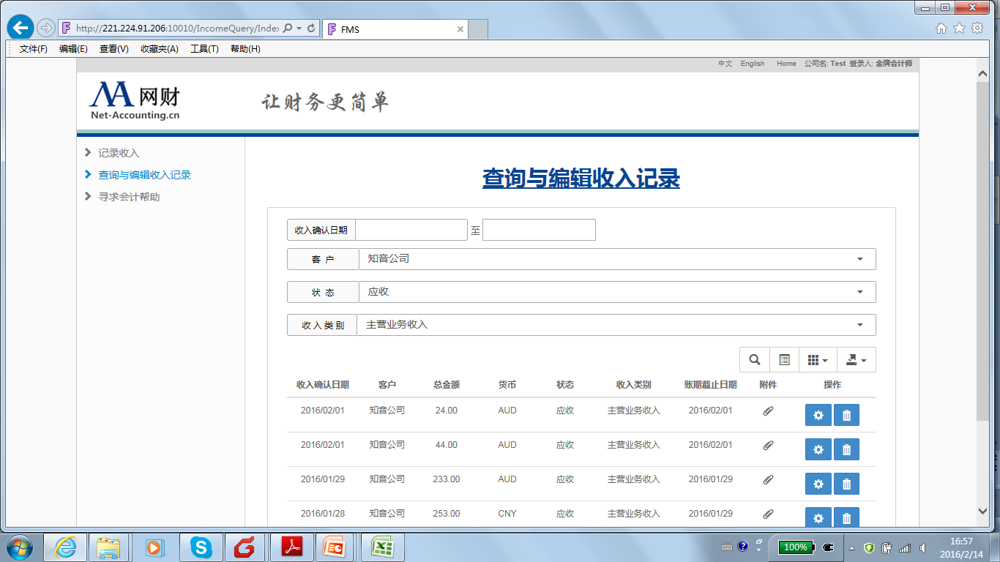 http://221.224.91.206:10010/IncomeQuery/Index
FMS
文件(F) 编辑(E) 查看(V) 收藏夹(A) 工具(T) 帮助(H)
中文 English Home 公司名: Test 登录人: 金牌会计师
网财
Net-Accounting.cn
让财务更简单
记录收入
查询与编辑收入记录
寻求会计帮助
查询与编辑收入记录
收入确认日期 至
客 户 知音公司
状 态 应收
收 入 类 别 主营业务收入
收入确认日期 客户 总金额 货币 状态 收入类别 账期截止日期 附件 操作
2016/02/01 知音公司 24.00 AUD 应收 主营业务收入 2016/02/01
2016/02/01 知音公司 44.00 AUD 应收 主营业务收入 2016/02/01
2016/01/29 知音公司 233.00 AUD 应收 主营业务收入 2016/01/29
2016/01/28 知音公司 253.00 CNY 应收 主营业务收入 2016/01/29
100%
16:57
2016/2/14